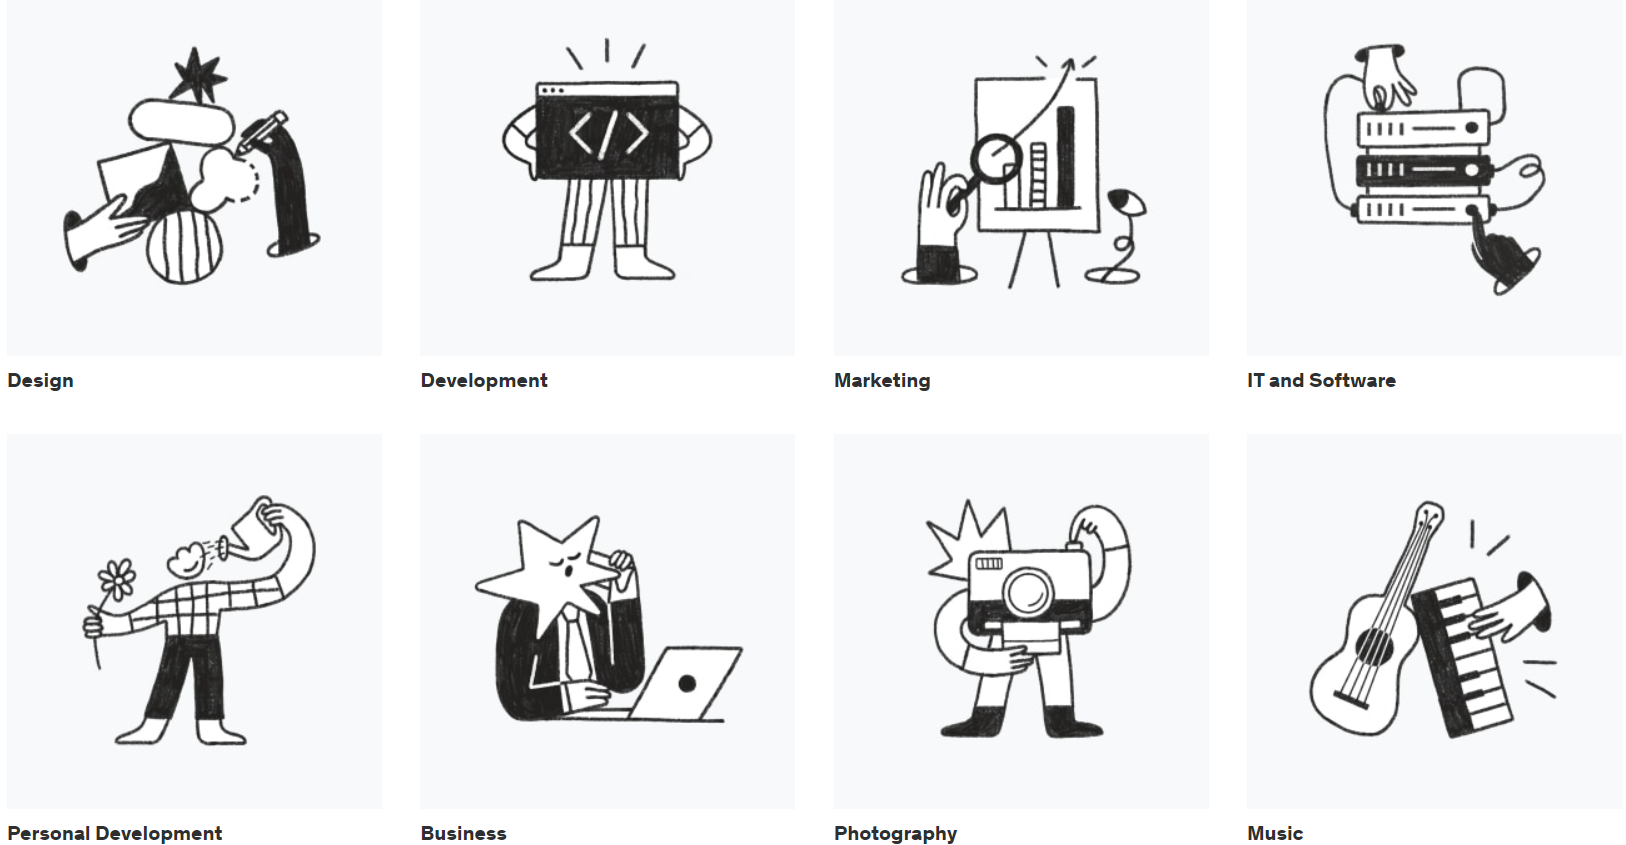 </>
Design
Development
Marketing
IT and Software
Personal Development
Business
Photography
Music